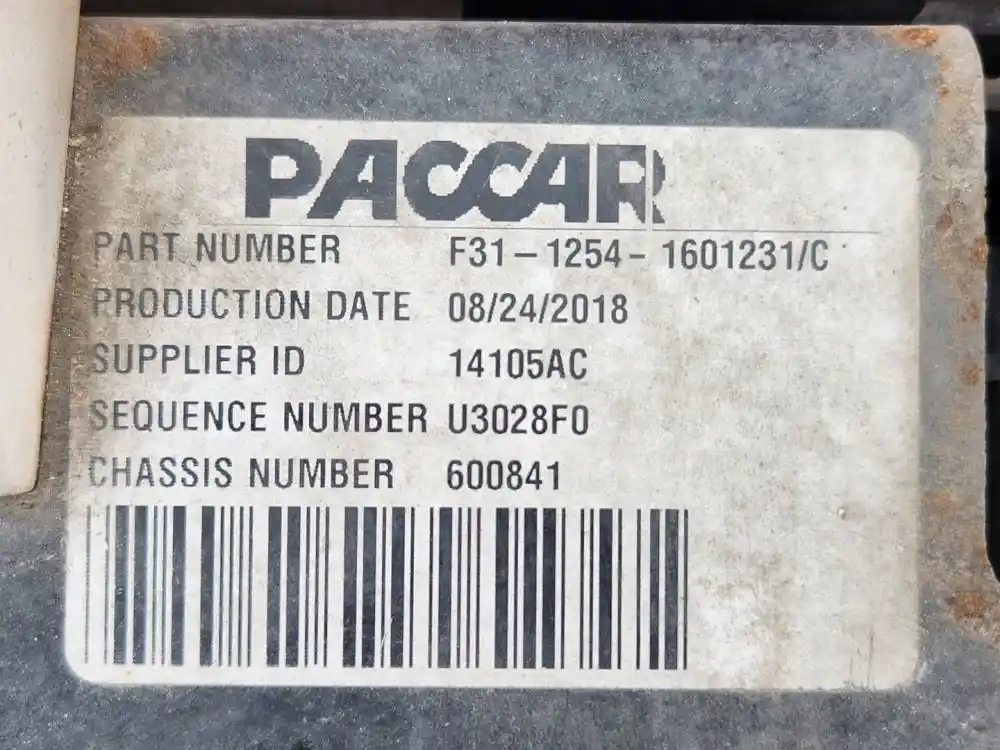 PACCAR
PART NUMBER F31-1254-1601231/C
PRODUCTION DATE 08/24/2018
SUPPLIER ID 14105AC
SEQUENCE NUMBER U3028F0
CHASSIS NUMBER 600841